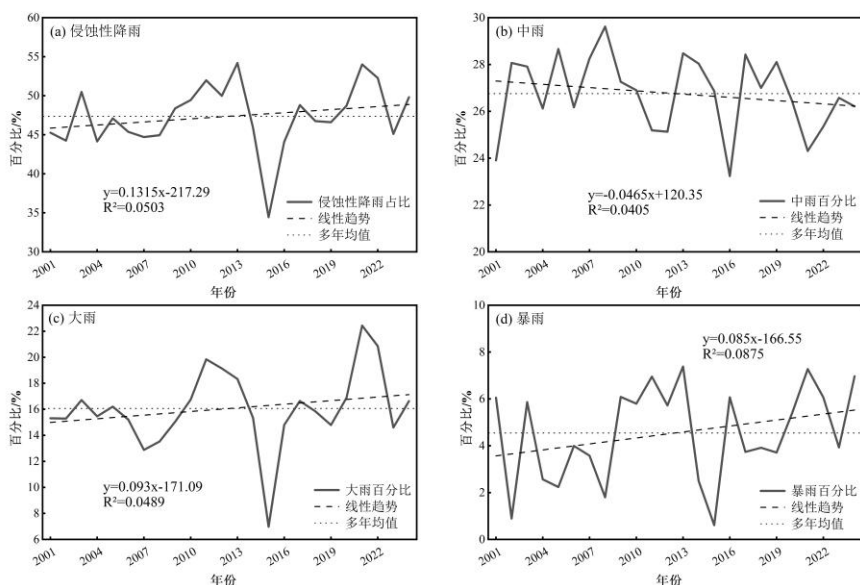 (a) 侵蚀性降雨
百分比/%
60
55
50
45
40
35
30
y=0.1315x-217.29
R²=0.0503
侵蚀性降雨占比
线性趋势
多年均值
2001
2004
2007
2010
2013
2016
2019
2022
年份
(b) 中雨
百分比/%
30
28
26
24
22
20
y=-0.0465x+120.35
R²=0.0405
中雨百分比
线性趋势
多年均值
2001
2004
2007
2010
2013
2016
2019
2022
年份
(c) 大雨
百分比/%
24
22
20
18
16
14
12
10
8
6
y=0.093x-171.09
R²=0.0489
大雨百分比
线性趋势
多年均值
2001
2004
2007
2010
2013
2016
2019
2022
年份
(d) 暴雨
百分比/%
10
8
6
4
2
0
y=0.085x-166.55
R²=0.0875
暴雨百分比
线性趋势
多年均值
2001
2004
2007
2010
2013
2016
2019
2022
年份